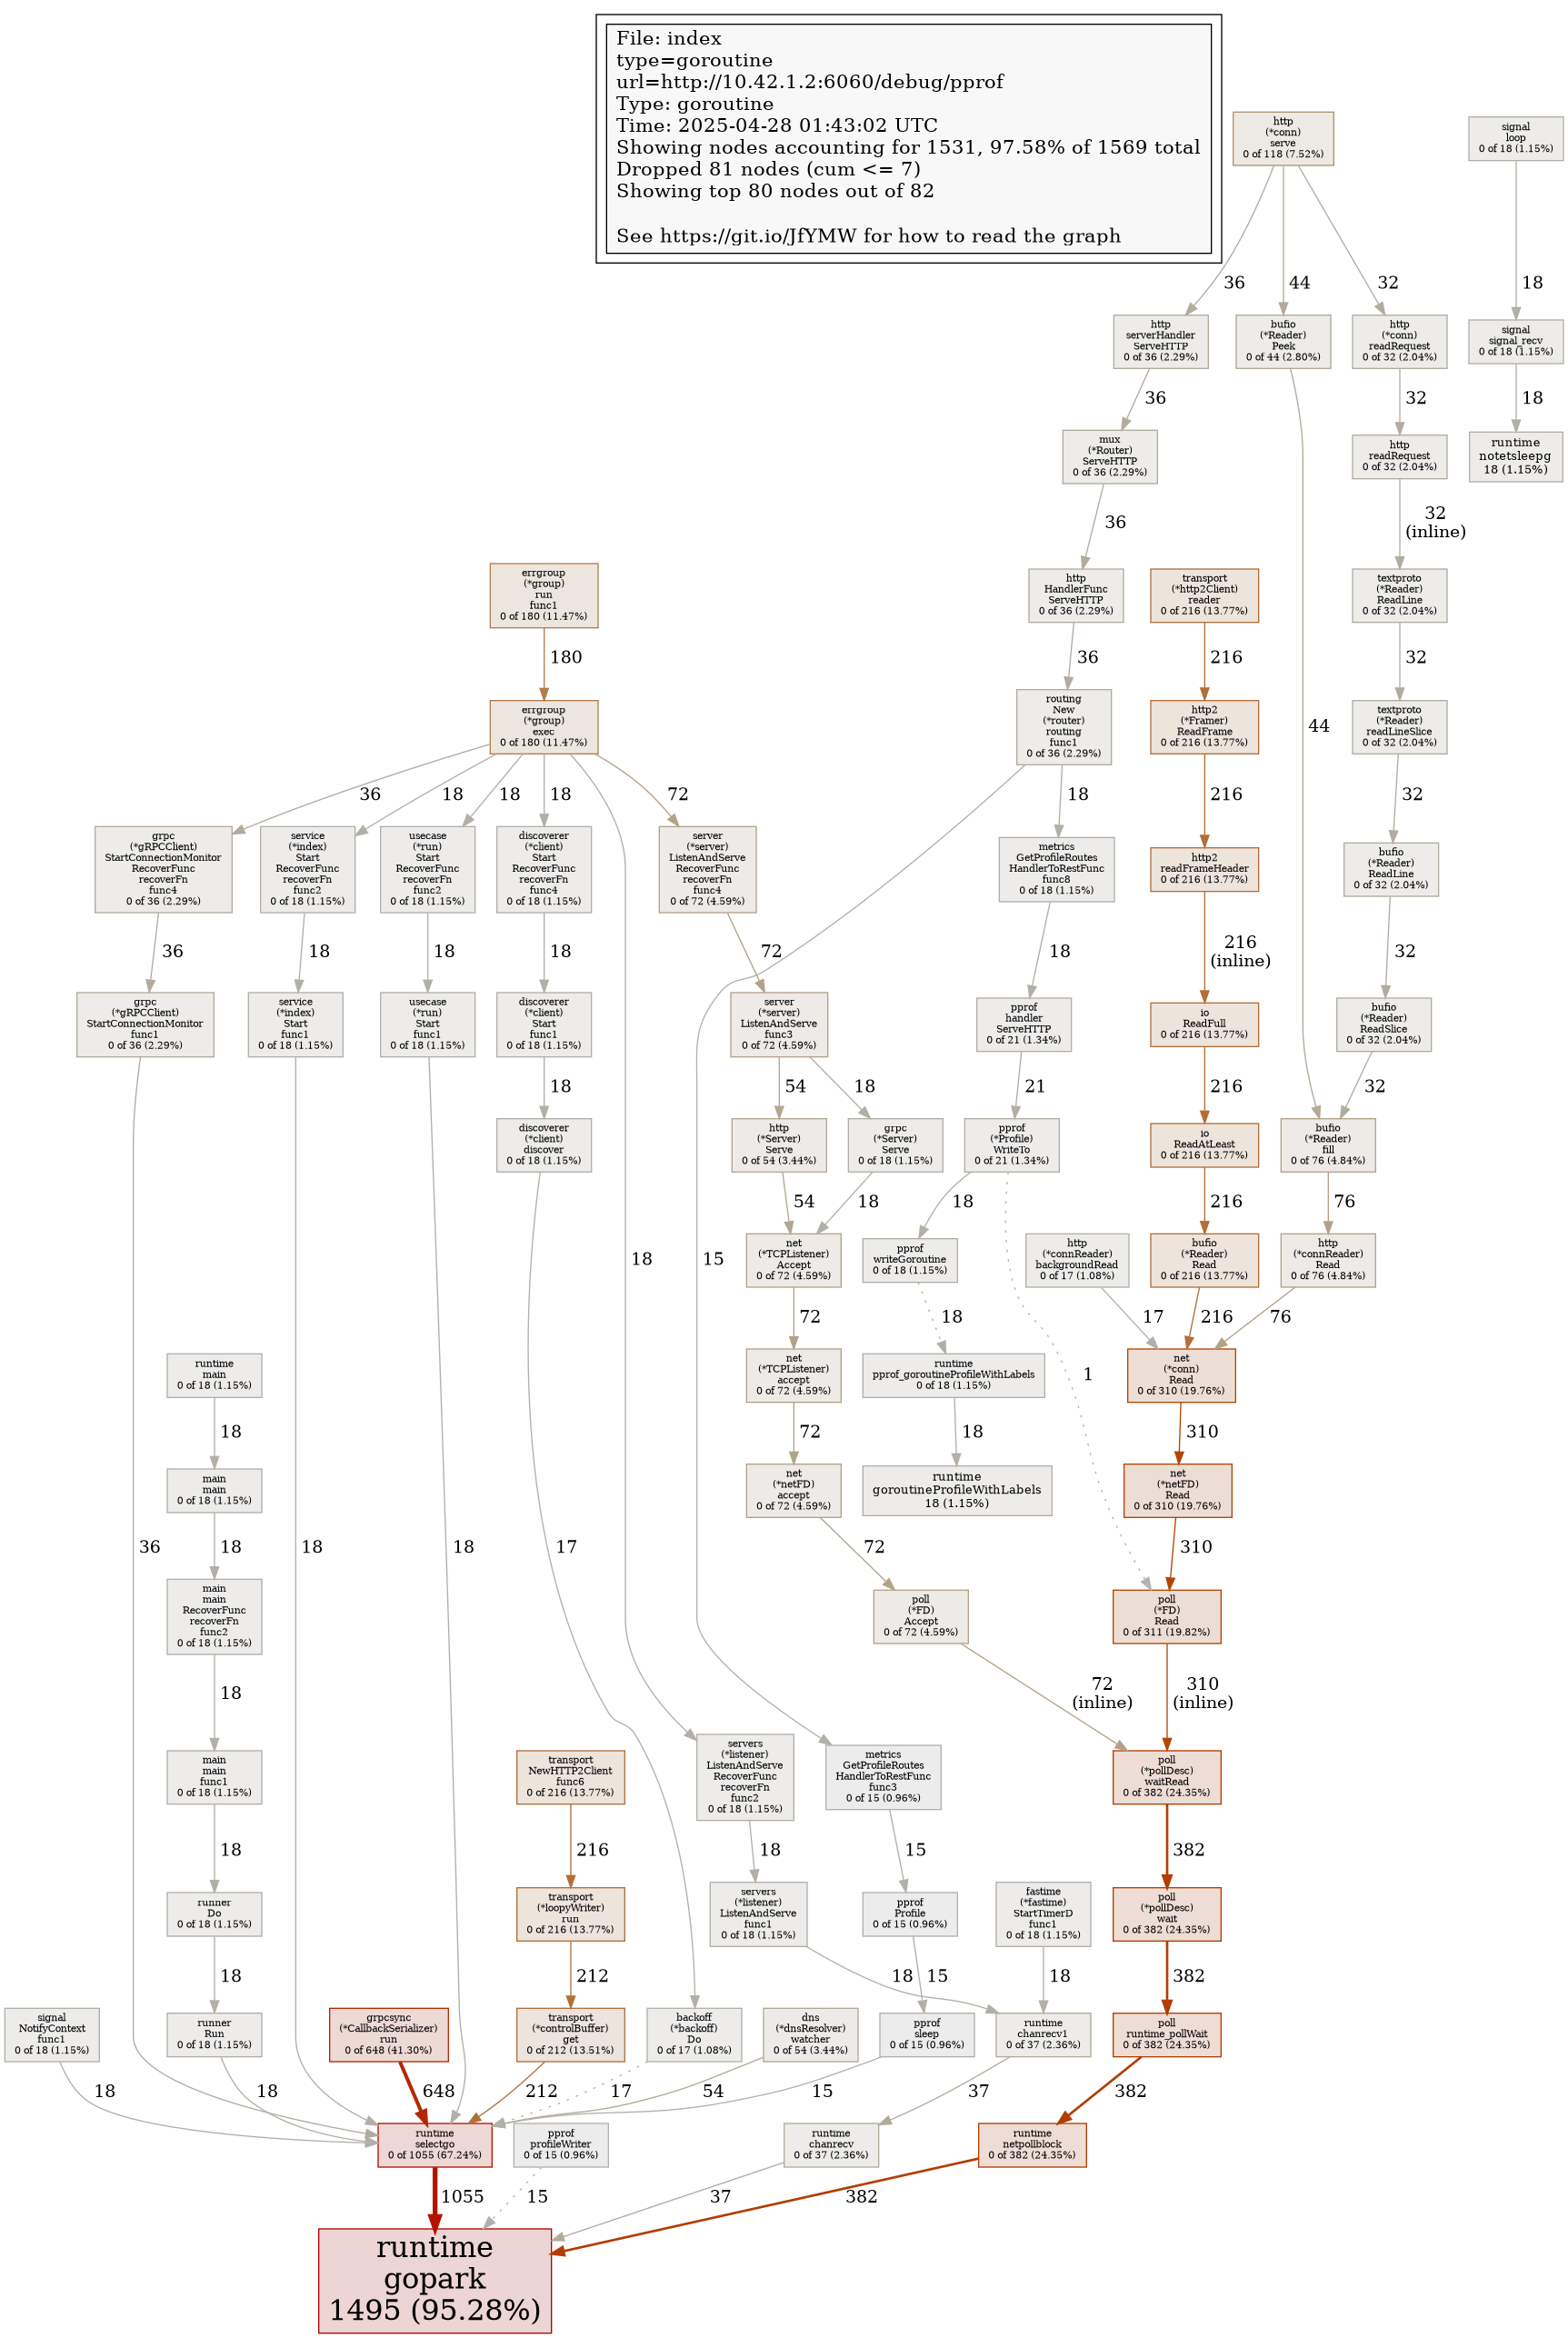 File: index
type=goroutine
url=http://10.42.1.2:6060/debug/pprof
Type: goroutine
Time: 2025-04-28 01:43:02 UTC
Showing nodes accounting for 1531, 97.58% of 1569 total
Dropped 81 nodes (cum <= 7)
Showing top 80 nodes out of 82
See https://git.io/JfYMW for how to read the graph
http
(*conn)
serve
0 of 118 (7.52%)
signal
loop
0 of 18 (1.15%)
36
44
32
18
http
serverHandler
ServeHTTP
0 of 36 (2.29%)
bufio
(*Reader)
Peek
0 of 44 (2.80%)
http
(*conn)
readRequest
0 of 32 (2.04%)
signal
signal_recv
0 of 18 (1.15%)
36
32
18
mux
(*Router)
ServeHTTP
0 of 36 (2.29%)
http
readRequest
0 of 32 (2.04%)
runtime
notetsleepg
18 (1.15%)
36
32
(inline)
errgroup
(*group)
run
func1
0 of 180 (11.47%)
http
HandlerFunc
ServeHTTP
0 of 36 (2.29%)
transport
(*http2Client)
reader
0 of 216 (13.77%)
textproto
(*Reader)
ReadLine
0 of 32 (2.04%)
180
36
216
32
errgroup
(*group)
exec
0 of 180 (11.47%)
routing
New
(*router)
routing
func1
0 of 36 (2.29%)
http2
(*Framer)
ReadFrame
0 of 216 (13.77%)
textproto
(*Reader)
readLineSlice
0 of 32 (2.04%)
44
36
18
18
18
72
18
216
32
grpc
(*gRPCClient)
StartConnectionMonitor
RecoverFunc
recoverFn
func4
0 of 36 (2.29%)
service
(*index)
Start
RecoverFunc
recoverFn
func2
0 of 18 (1.15%)
usecase
(*run)
Start
RecoverFunc
recoverFn
func2
0 of 18 (1.15%)
discoverer
(*client)
Start
RecoverFunc
recoverFn
func4
0 of 18 (1.15%)
server
(*server)
ListenAndServe
RecoverFunc
recoverFn
func4
0 of 72 (4.59%)
metrics
GetProfileRoutes
HandlerToRestFunc
func8
0 of 18 (1.15%)
http2
readFrameHeader
0 of 216 (13.77%)
bufio
(*Reader)
ReadLine
0 of 32 (2.04%)
36
18
18
18
72
18
216
(inline)
32
grpc
(*gRPCClient)
StartConnectionMonitor
func1
0 of 36 (2.29%)
service
(*index)
Start
func1
0 of 18 (1.15%)
usecase
(*run)
Start
func1
0 of 18 (1.15%)
discoverer
(*client)
Start
func1
0 of 18 (1.15%)
server
(*server)
ListenAndServe
func3
0 of 72 (4.59%)
pprof
handler
ServeHTTP
0 of 21 (1.34%)
io
ReadFull
0 of 216 (13.77%)
bufio
(*Reader)
ReadSlice
0 of 32 (2.04%)
18
54
18
21
216
32
discoverer
(*client)
discover
0 of 18 (1.15%)
http
(*Server)
Serve
0 of 54 (3.44%)
grpc
(*Server)
Serve
0 of 18 (1.15%)
pprof
(*Profile)
WriteTo
0 of 21 (1.34%)
io
ReadAtLeast
0 of 216 (13.77%)
bufio
(*Reader)
fill
0 of 76 (4.84%)
54
18
18
216
76
18
15
net
(*TCPListener)
Accept
0 of 72 (4.59%)
pprof
writeGoroutine
0 of 18 (1.15%)
http
(*connReader)
backgroundRead
0 of 17 (1.08%)
bufio
(*Reader)
Read
0 of 216 (13.77%)
http
(*connReader)
Read
0 of 76 (4.84%)
72
18
17
216
76
runtime
main
0 of 18 (1.15%)
net
(*TCPListener)
accept
0 of 72 (4.59%)
runtime
pprof_goroutineProfileWithLabels
0 of 18 (1.15%)
1
net
(*conn)
Read
0 of 310 (19.76%)
18
72
18
310
main
main
0 of 18 (1.15%)
net
(*netFD)
accept
0 of 72 (4.59%)
runtime
goroutineProfileWithLabels
18 (1.15%)
net
(*netFD)
Read
0 of 310 (19.76%)
36
18
18
18
17
72
310
main
main
RecoverFunc
recoverFn
func2
0 of 18 (1.15%)
poll
(*FD)
Accept
0 of 72 (4.59%)
poll
(*FD)
Read
0 of 311 (19.82%)
18
72
(inline)
310
(inline)
main
main
func1
0 of 18 (1.15%)
transport
NewHTTP2Client
func6
0 of 216 (13.77%)
servers
(*listener)
ListenAndServe
RecoverFunc
recoverFn
func2
0 of 18 (1.15%)
metrics
GetProfileRoutes
HandlerToRestFunc
func3
0 of 15 (0.96%)
poll
(*pollDesc)
waitRead
0 of 382 (24.35%)
18
216
18
15
382
runner
Do
0 of 18 (1.15%)
transport
(*loopyWriter)
run
0 of 216 (13.77%)
servers
(*listener)
ListenAndServe
func1
0 of 18 (1.15%)
pprof
Profile
0 of 15 (0.96%)
fastime
(*fastime)
StartTimerD
func1
0 of 18 (1.15%)
poll
(*pollDesc)
wait
0 of 382 (24.35%)
18
212
18
15
18
382
signal
NotifyContext
func1
0 of 18 (1.15%)
runner
Run
0 of 18 (1.15%)
grpcsync
(*CallbackSerializer)
run
0 of 648 (41.30%)
transport
(*controlBuffer)
get
0 of 212 (13.51%)
backoff
(*backoff)
Do
0 of 17 (1.08%)
dns
(*dnsResolver)
watcher
0 of 54 (3.44%)
pprof
sleep
0 of 15 (0.96%)
runtime
chanrecv1
0 of 37 (2.36%)
poll
runtime_pollWait
0 of 382 (24.35%)
18
18
648
212
17
54
15
37
382
runtime
selectgo
0 of 1055 (67.24%)
pprof
profileWriter
0 of 15 (0.96%)
runtime
chanrecv
0 of 37 (2.36%)
runtime
netpollblock
0 of 382 (24.35%)
1055
15
37
382
runtime
gopark
1495 (95.28%)